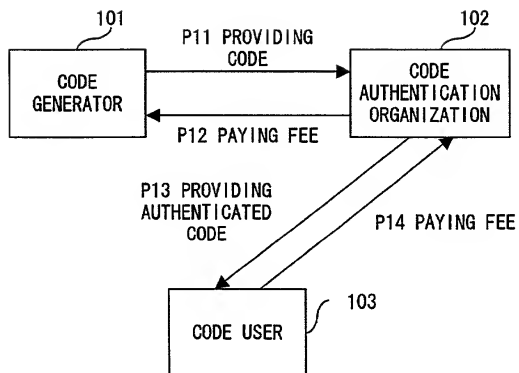 101
102
P11 PROVIDING
CODE
CODE
GENERATOR
CODE
AUTHENTICATION
ORGANIZATION
P12 PAYING FEE
P13 PROVIDING
AUTHENTICATED
CODE
P14 PAYING FEE
CODE USER
103